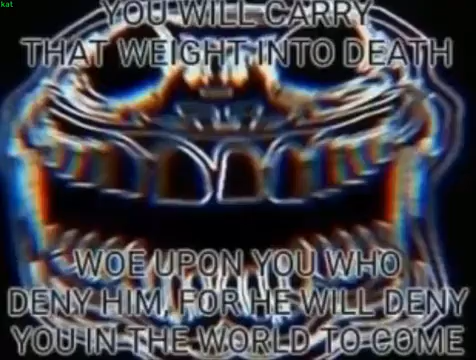 kat
YOU WILL CARRY
THAT WEIGHT INTO DEATH
WOE UPON YOU WHO
DENY HIM, FOR HE WILL DENY
YOU IN THE WORLD TO COME